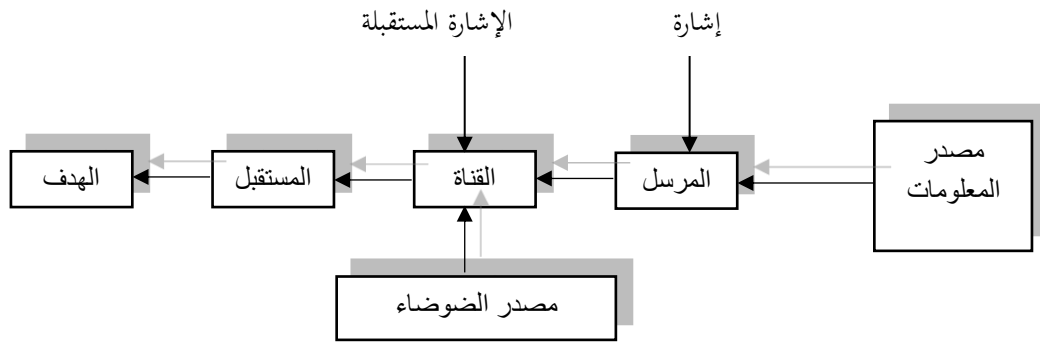 إشارة
الإشارة المستقبلة
مصدر
المعلومات
المرسل
القناة
المستقبل
الهدف
مصدر الضوضاء